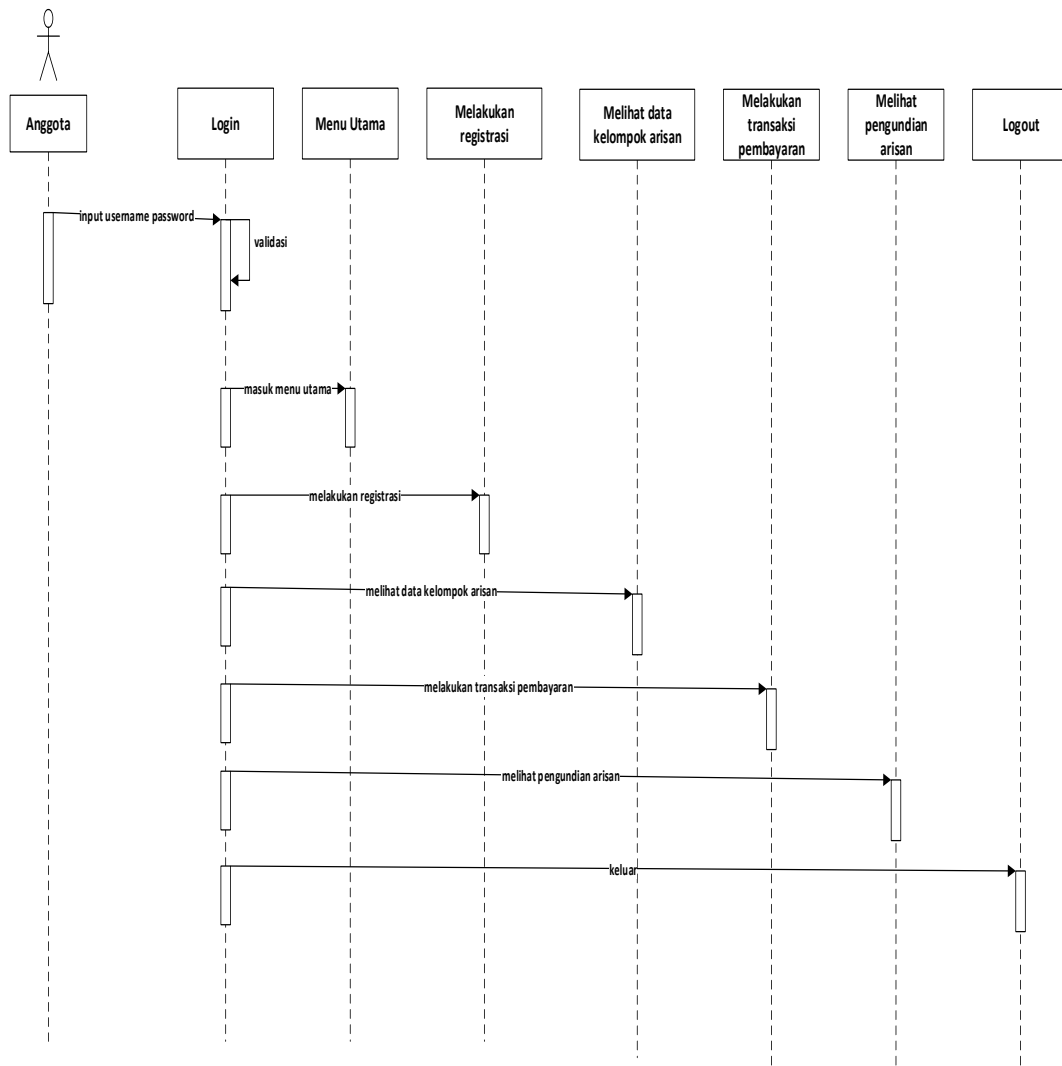 Anggota
Login
Menu Utama
Melakukan
registrasi
Melihat data
kelompok arisan
Melakukan
transaksi
pembayaran
Melihat
pengundian
arisan
Logout
input username password
validasi
masuk menu utama
melakukan registrasi
melihat data kelompok arisan
melakukan transaksi pembayaran
melihat pengundian arisan
keluar